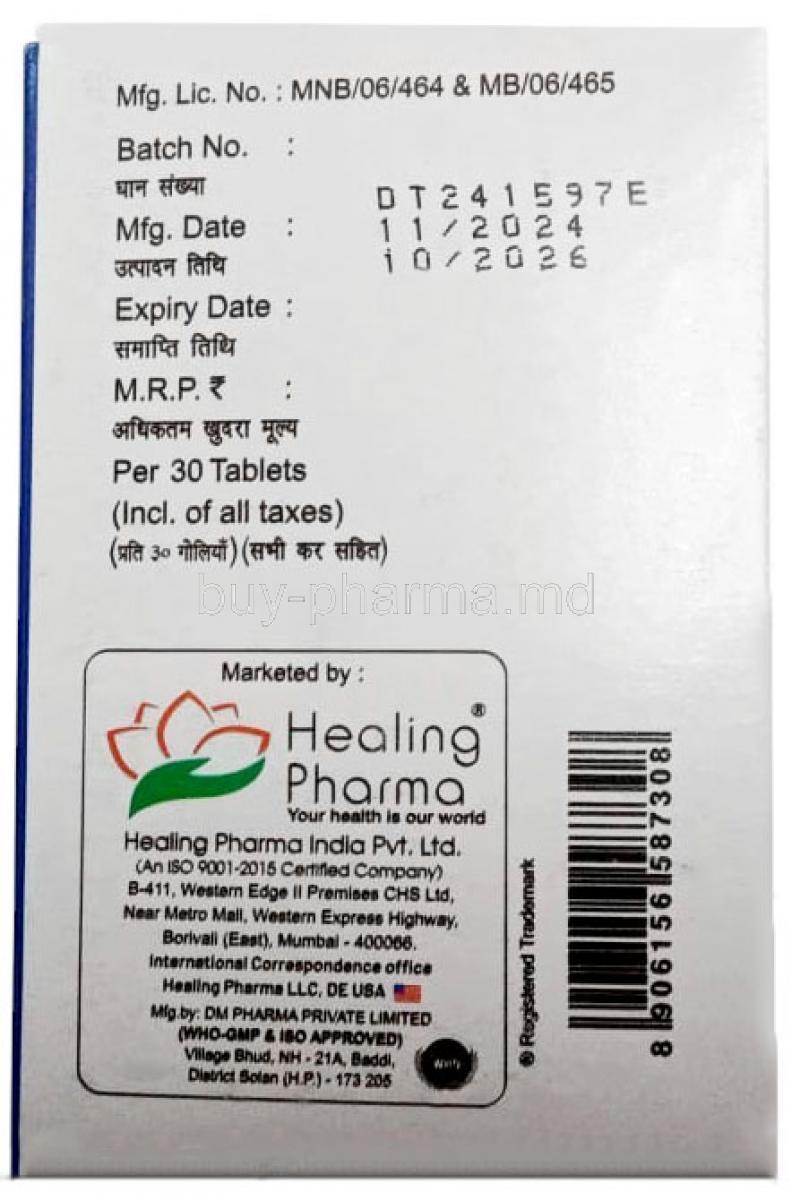 Mfg. Lic. No. : MNB/06/464 & MB/06/465
Batch No. :
घान संख्या
DT241597E
Mfg. Date :
11/2024
उत्पादन तिथि
10/2026
Expiry Date :
समाप्ति तिथि
M.R.P. ₹ :
अधिकतम खुदरा मूल्य
Per 30 Tablets
(Incl. of all taxes)
(प्रति ३० गोलियाँ) (सभी कर सहित)
buy-pharma.md
Marketed by :
Healing®
Pharma
Your health is our world
Healing Pharma India Pvt. Ltd.
(An ISO 9001-2015 Certified Company)
B-411, Western Edge II Premises CHS Ltd,
Near Metro Mall, Western Express Highway,
Borivali (East), Mumbai - 400066.
International Correspondence office
Healing Pharma LLC, DE USA
Mfg.by: DM PHARMA PRIVATE LIMITED
(WHO-GMP & ISO APPROVED)
Village Bhud, NH - 21A, Baddi,
District Solan (H.P.) - 173 205
® Registered Trademark
8 906156 587308